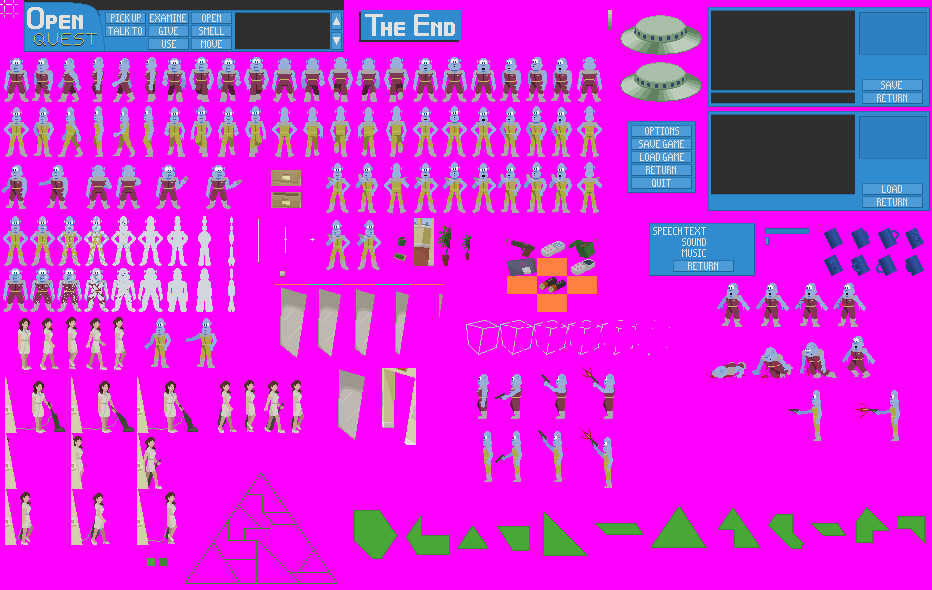 OPEN QUEST
PICK UP EXAMINE OPEN
TALK TO GIVE SMELL
USE MOVE
THE END
SAVE
RETURN
OPTIONS
SAVE GAME
LOAD GAME
RETURN
QUIT
LOAD
RETURN
SPEECH TEXT
SOUND
MUSIC
RETURN